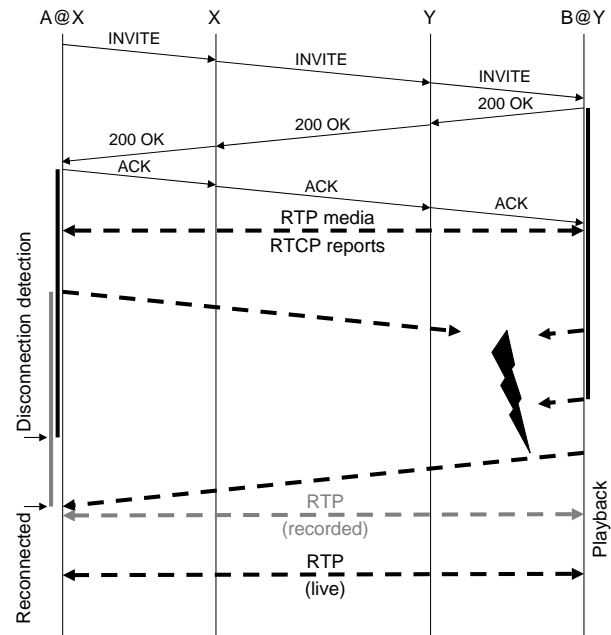 A@X X Y B@Y
INVITE
INVITE
INVITE
200 OK
200 OK
200 OK
ACK
ACK
ACK
RTP media
RTCP reports
Disconnection detection
RTP
(recorded)
Reconnected
Playback
RTP
(live)